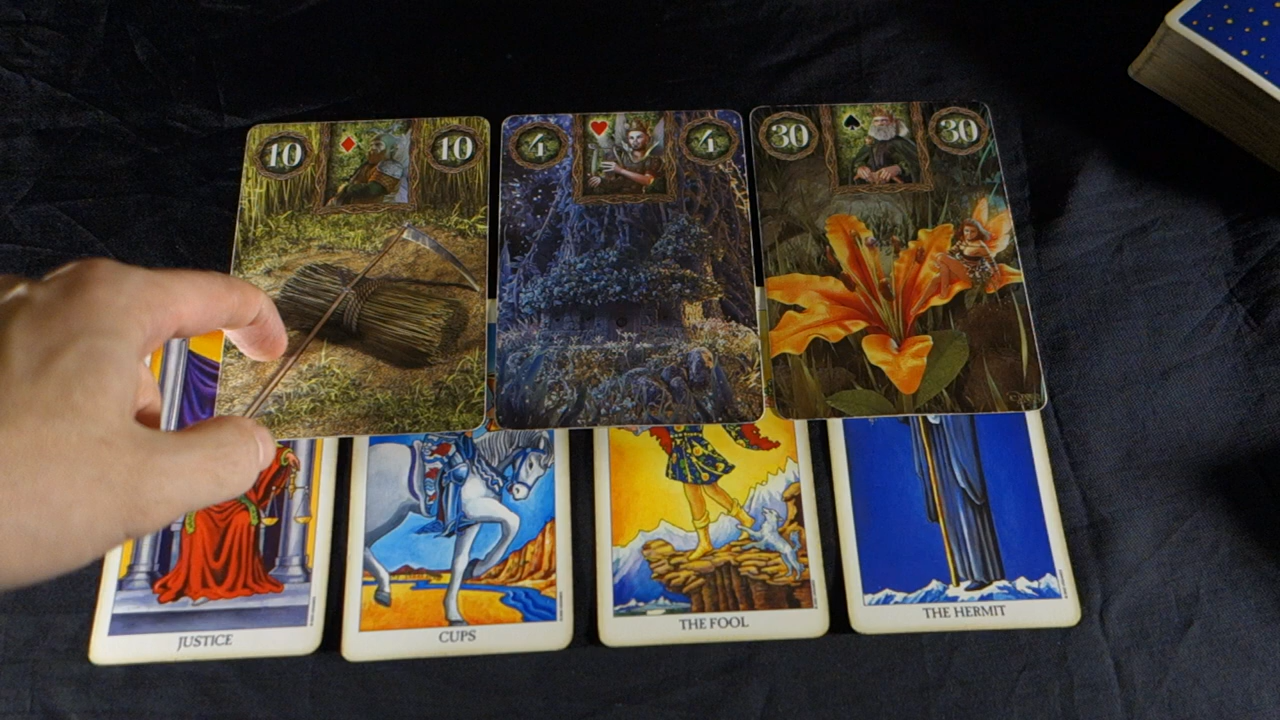 10 10
4 4
30 30
JUSTICE
CUPS
THE FOOL
THE HERMIT